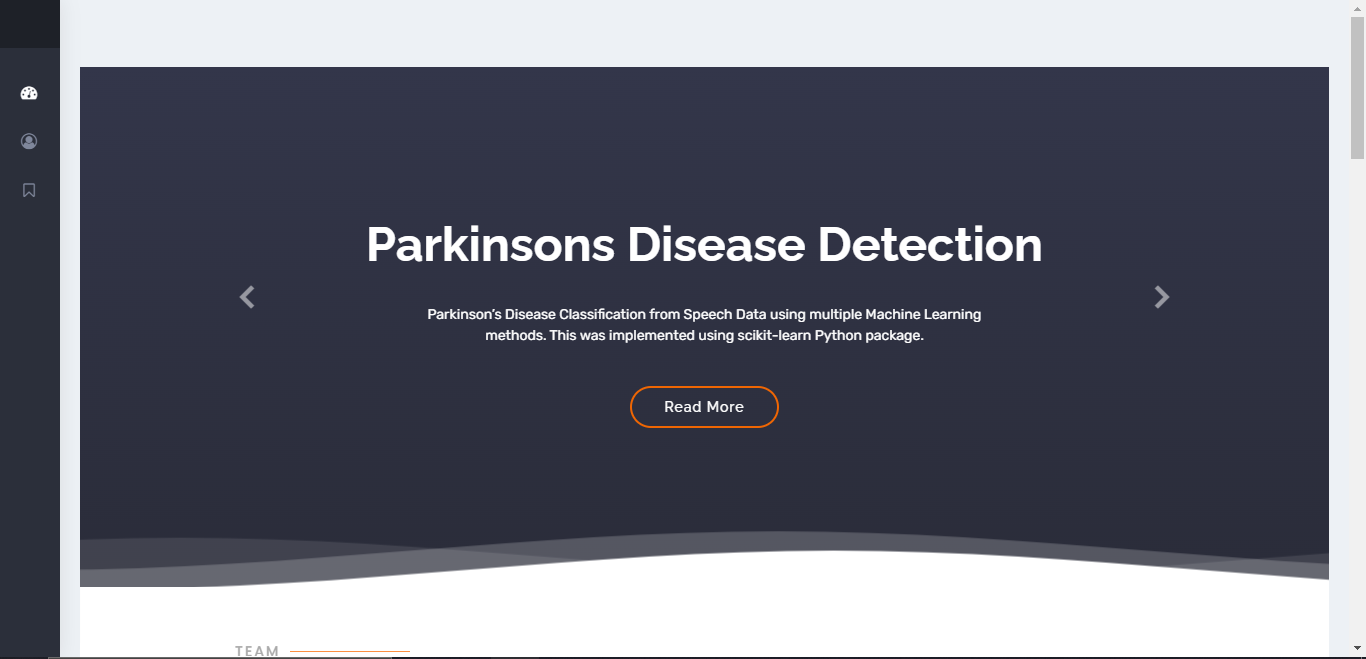 Parkinsons Disease Detection
Parkinson's Disease Classification from Speech Data using multiple Machine Learning
methods. This was implemented using scikit-learn Python package.
Read More
TEAM